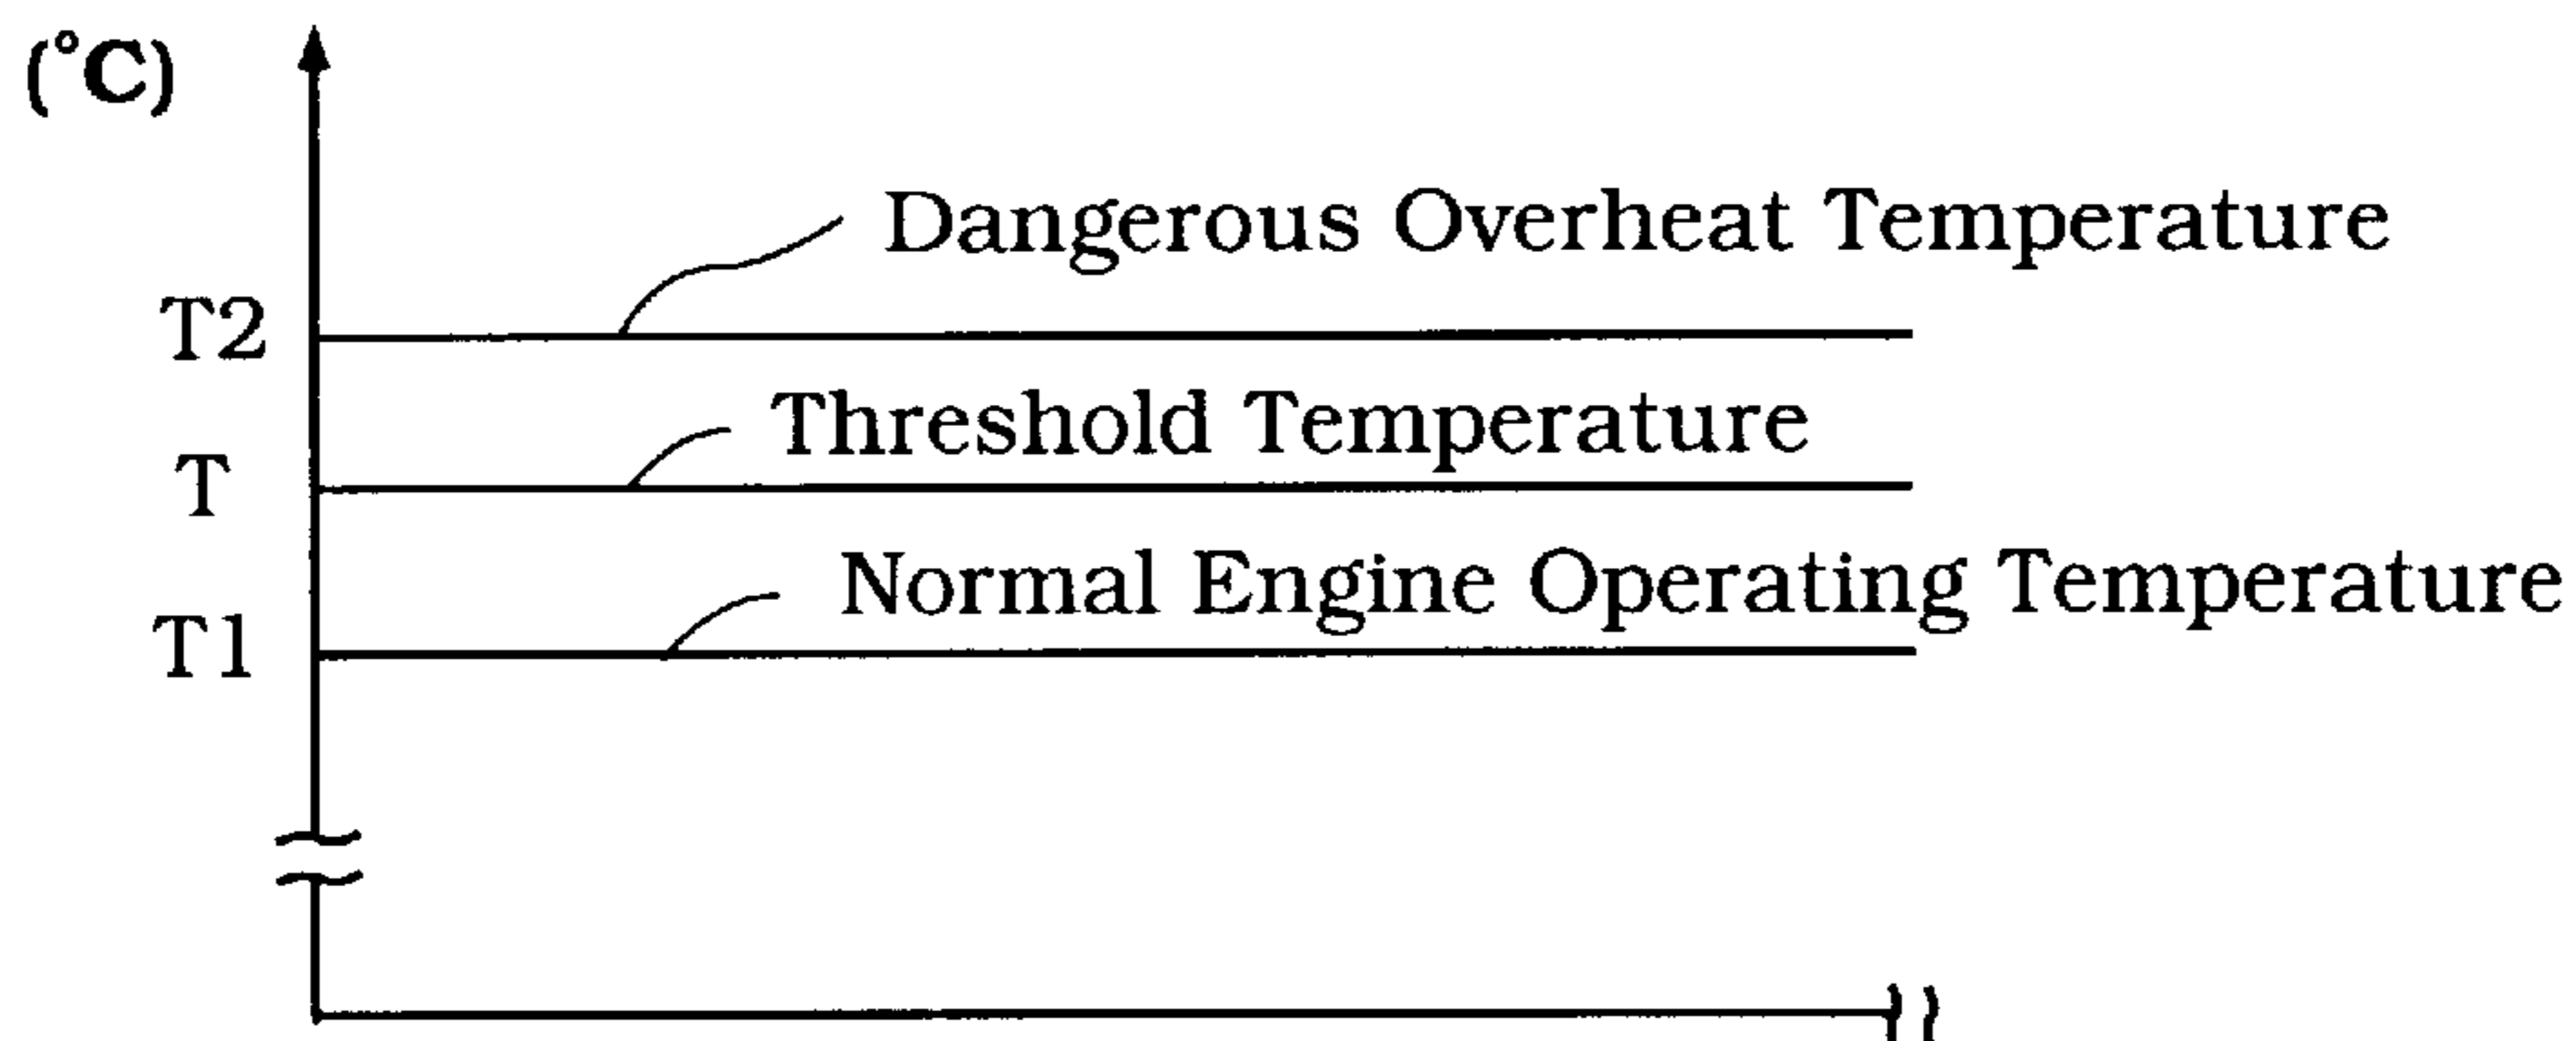 (°C)
Dangerous Overheat Temperature
T2
Threshold Temperature
T
Normal Engine Operating Temperature
T1